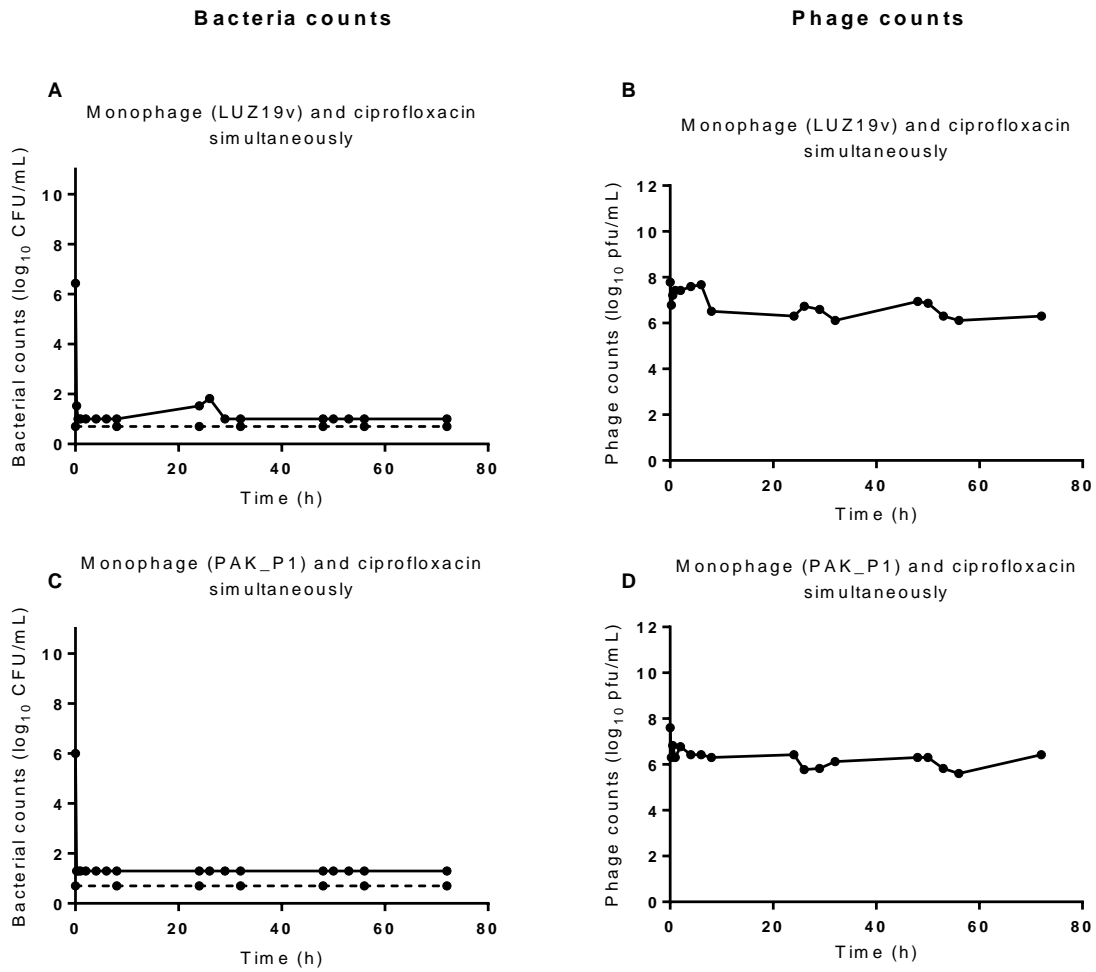 Bacteria counts
Phage counts
A
Monophage (LUZ19v) and ciprofloxacin
simultaneously
Bacterial counts (log10 CFU/mL)
10
8
6
4
2
0
0 20 40 60 80
Time (h)
B
Monophage (LUZ19v) and ciprofloxacin
simultaneously
Phage counts (log10 pfu/mL)
12
10
8
6
4
2
0
0 20 40 60 80
Time (h)
C
Monophage (PAK_P1) and ciprofloxacin
simultaneously
Bacterial counts (log10 CFU/mL)
10
8
6
4
2
0
0 20 40 60 80
Time (h)
D
Monophage (PAK_P1) and ciprofloxacin
simultaneously
Phage counts (log10 pfu/mL)
12
10
8
6
4
2
0
0 20 40 60 80
Time (h)